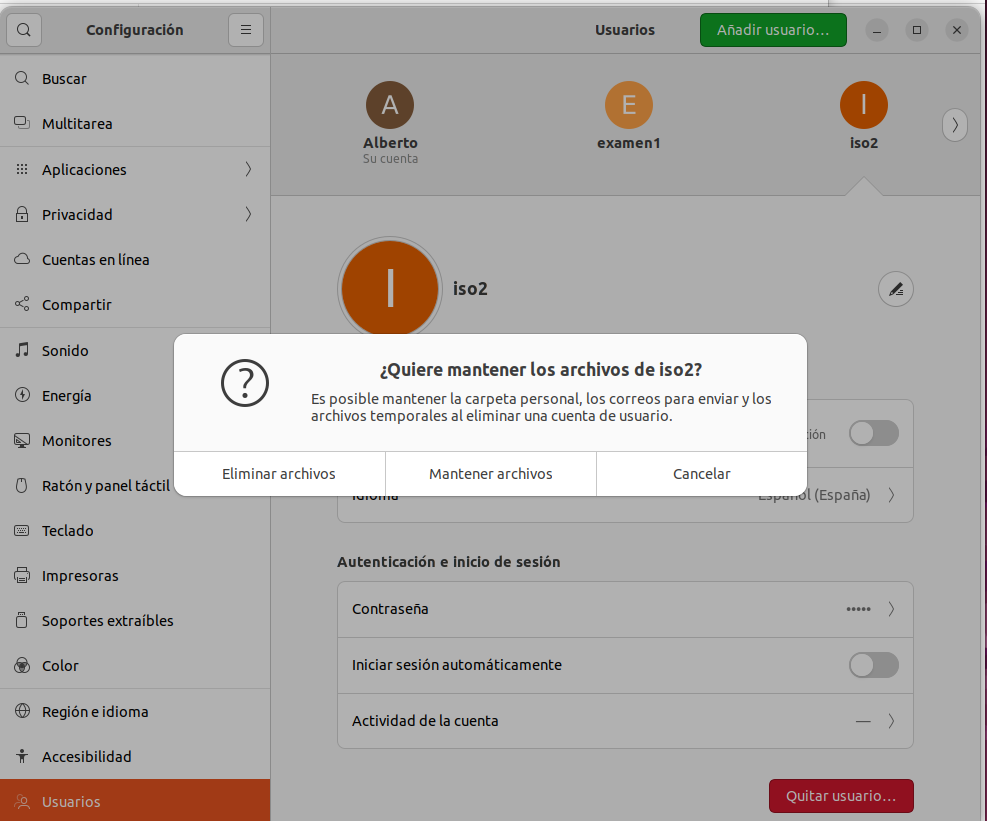 Configuración
Usuarios
Añadir usuario…
Buscar
Multitarea
Aplicaciones
Privacidad
Cuentas en línea
Compartir
Sonido
Energía
Monitores
Ratón y panel táctil
Teclado
Impresoras
Soportes extraíbles
Color
Región e idioma
Accesibilidad
Usuarios
A
Alberto
Su cuenta
E
examen1
I
iso2
I
iso2
¿Quiere mantener los archivos de iso2?
Es posible mantener la carpeta personal, los correos para enviar y los
archivos temporales al eliminar una cuenta de usuario.
Eliminar archivos
Mantener archivos
Cancelar
Idioma
Español (España)
Autenticación e inicio de sesión
Contraseña
•••••
Iniciar sesión automáticamente
Actividad de la cuenta
—
Quitar usuario…